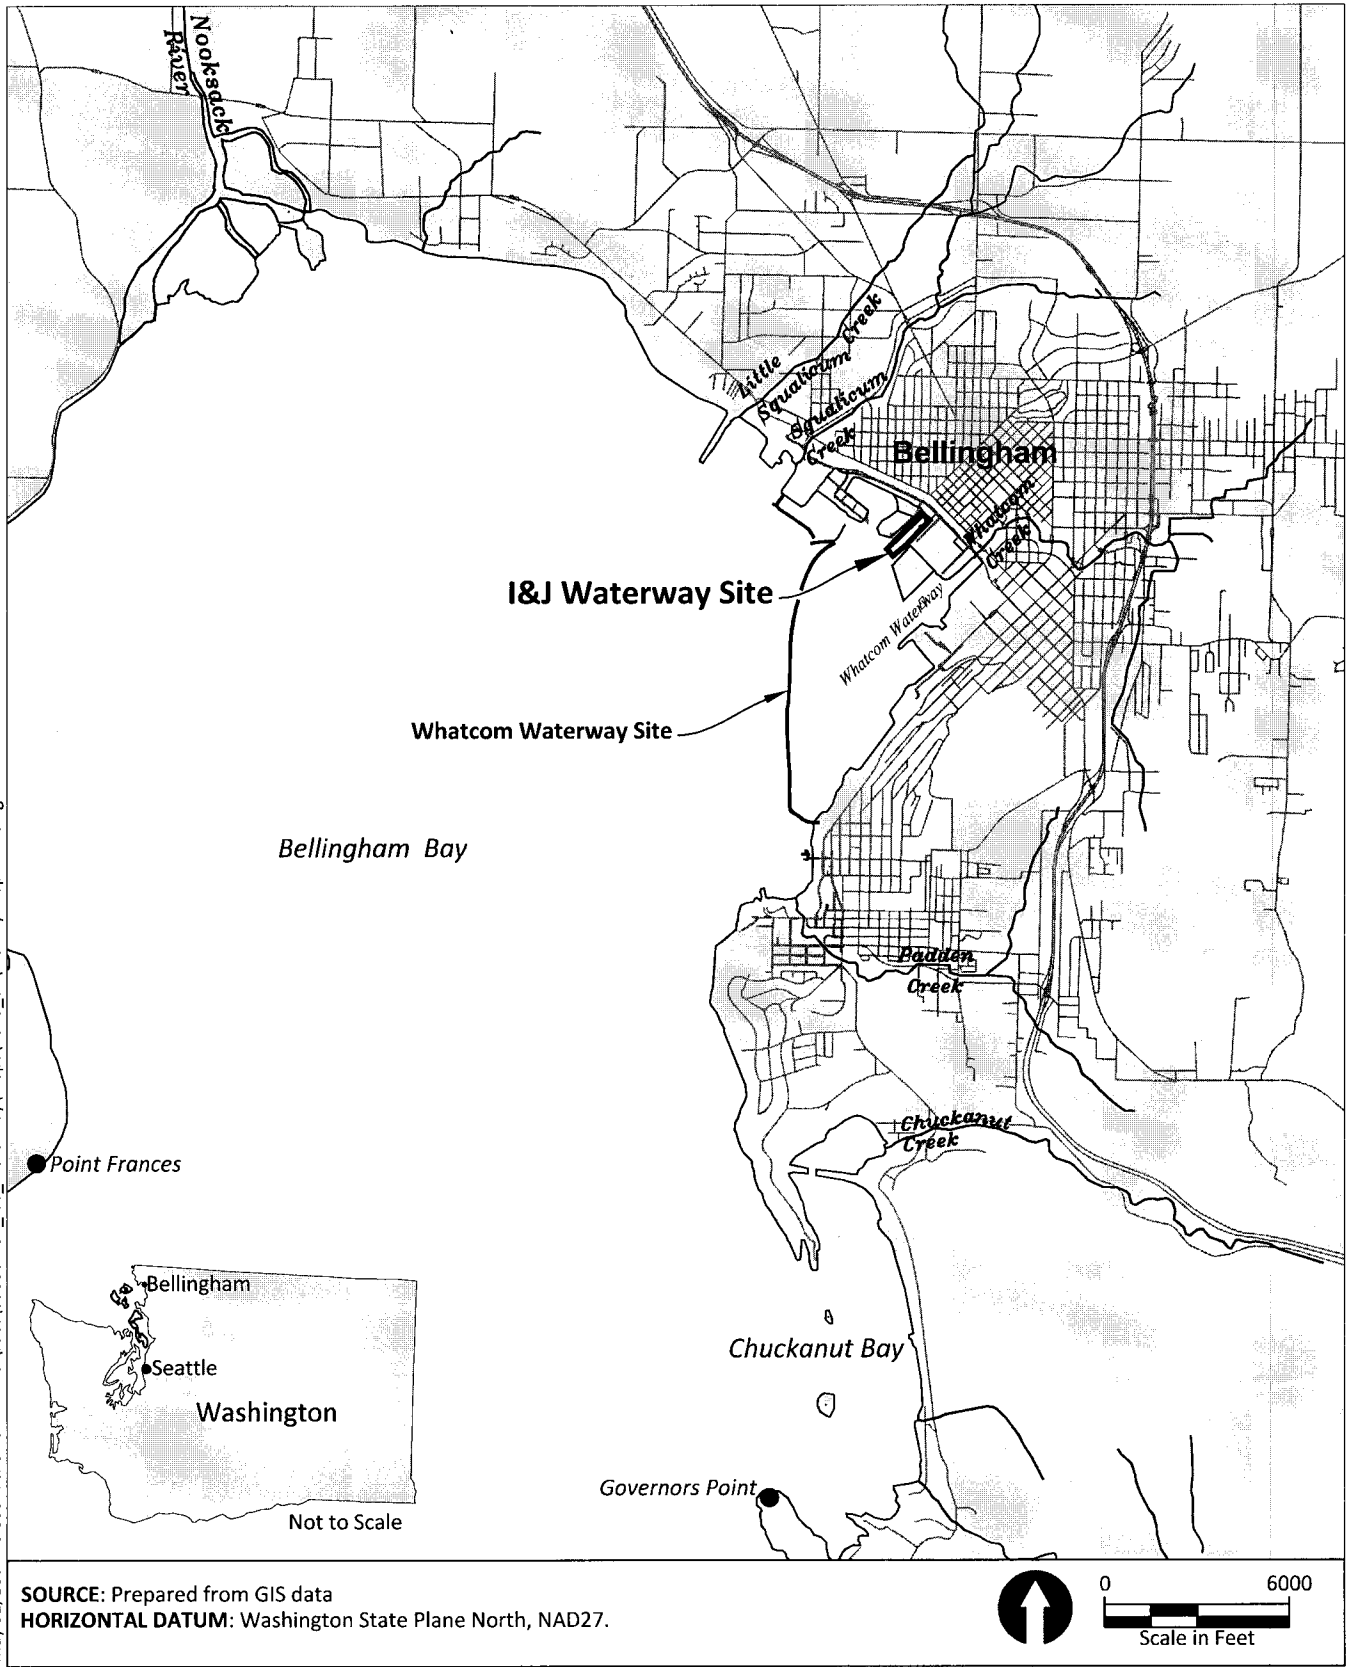 Nooksack
River
Little
Squalicum
Creek
Squalicum
Creek
Bellingham
Whatcom
Creek
I&J Waterway Site
Whatcom Waterway
Whatcom Waterway Site
Bellingham Bay
Padden
Creek
Chuckanut
Creek
Point Frances
Bellingham
Seattle
Washington
Not to Scale
Chuckanut Bay
Governors Point
SOURCE: Prepared from GIS data
HORIZONTAL DATUM: Washington State Plane North, NAD27.
0 6000
Scale in Feet